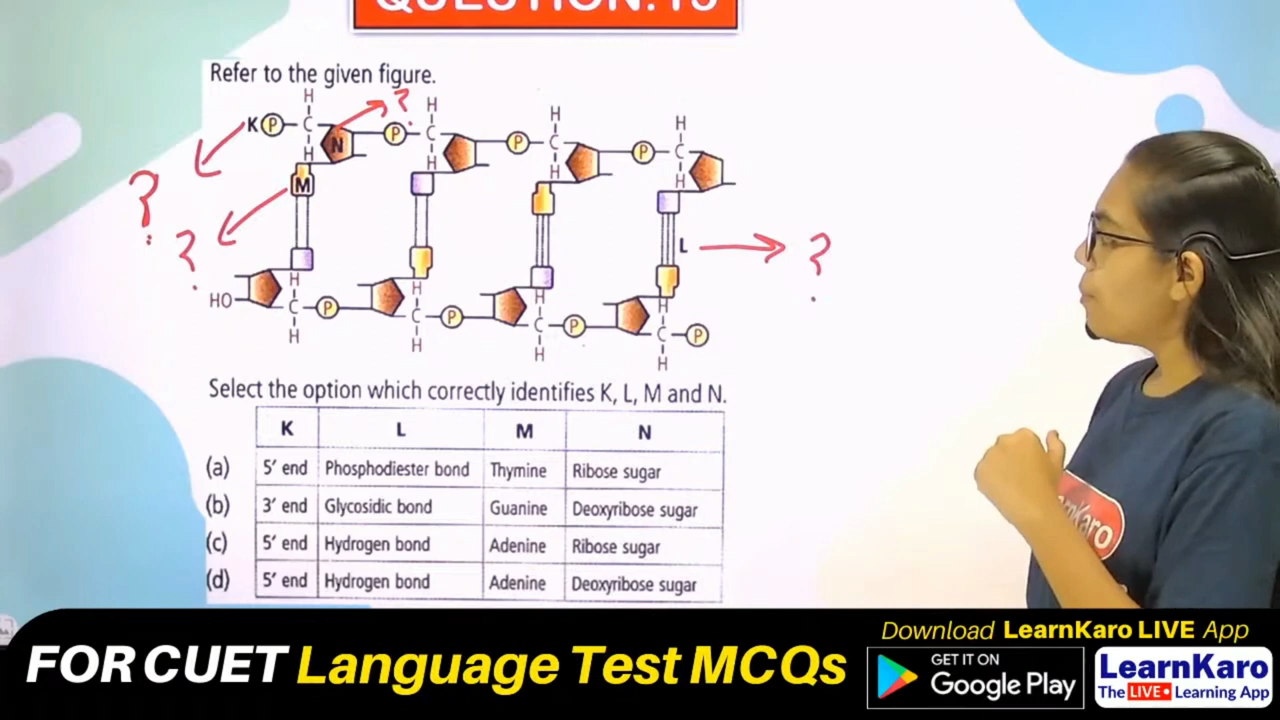 QUESTION:15
Refer to the given figure.
H H H H
K P C P C P C P C
N ?
H H H H
M
? ?
L ?
HO H C P H C P H C P H C P
H H H H
Select the option which correctly identifies K, L, M and N.
K L M N
(a) 5′ end Phosphodiester bond Thymine Ribose sugar
(b) 3′ end Glycosidic bond Guanine Deoxyribose sugar
(c) 5′ end Hydrogen bond Adenine Ribose sugar
(d) 5′ end Hydrogen bond Adenine Deoxyribose sugar
FOR CUET Language Test MCQs
Download LearnKaro LIVE App
GET IT ON
Google Play
LearnKaro
The LIVE Learning App